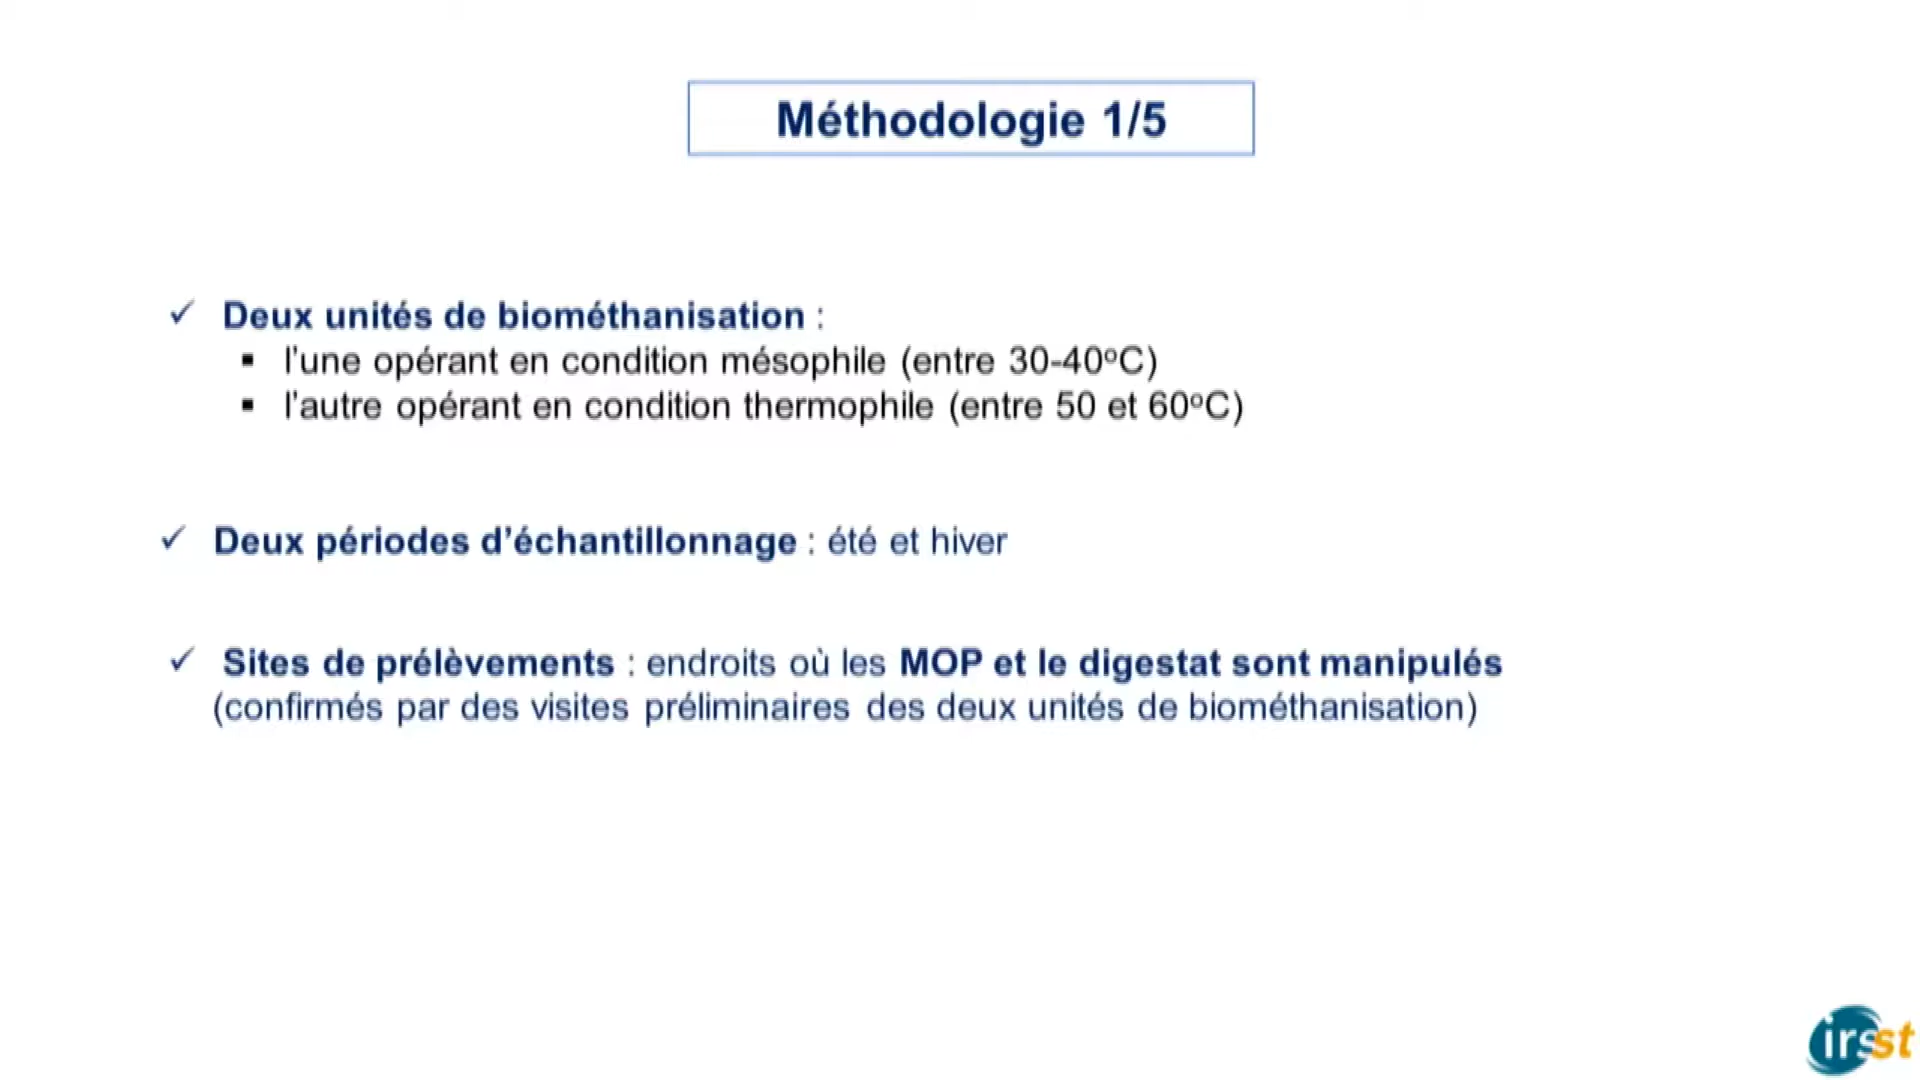 Méthodologie 1/5
✓ Deux unités de biométhanisation :
▪ l'une opérant en condition mésophile (entre 30-40ºC)
▪ l'autre opérant en condition thermophile (entre 50 et 60ºC)
✓ Deux périodes d'échantillonnage : été et hiver
✓ Sites de prélèvements : endroits où les MOP et le digestat sont manipulés
(confirmés par des visites préliminaires des deux unités de biométhanisation)
irsst